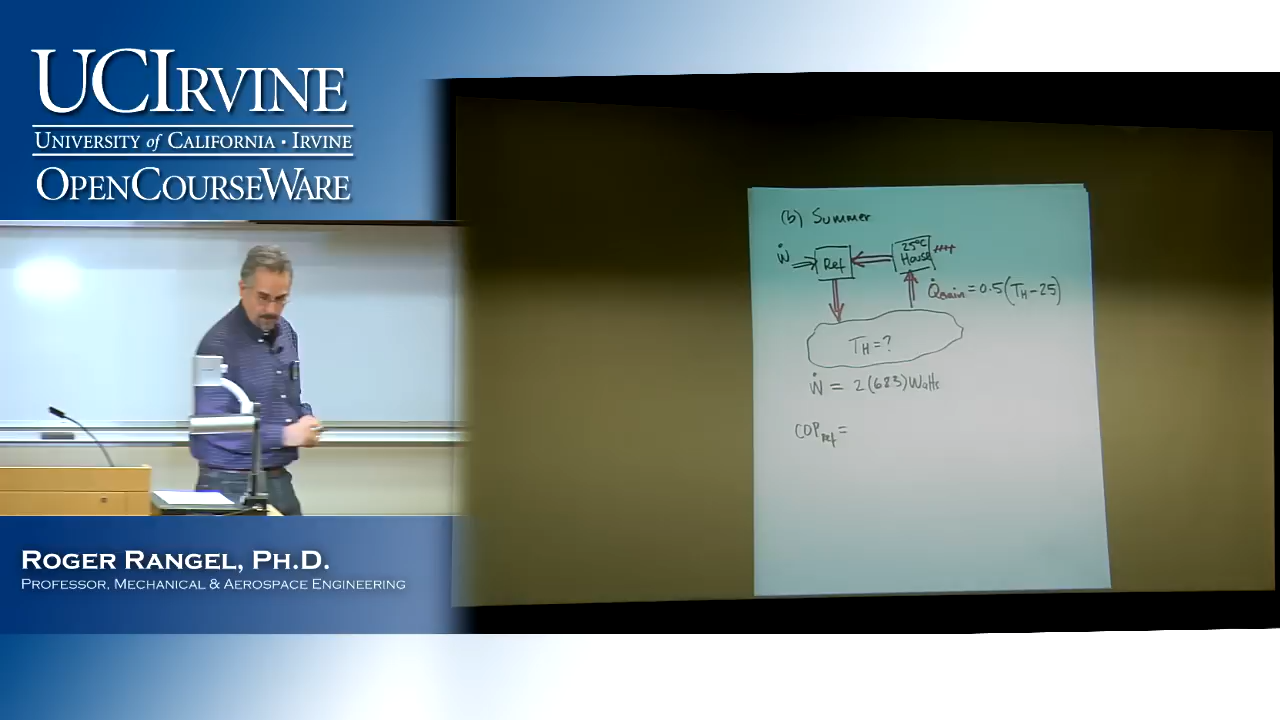 UCIRVINE
UNIVERSITY of CALIFORNIA · IRVINE
OPENCOURSEWARE
ROGER RANGEL, PH.D.
PROFESSOR, MECHANICAL & AEROSPACE ENGINEERING
(b) Summer
Ẇ
Ref
25°C
House
Q̇gain = 0.5(TH-25)
TH=?
Ẇ = 2(683)Watts
COPref=